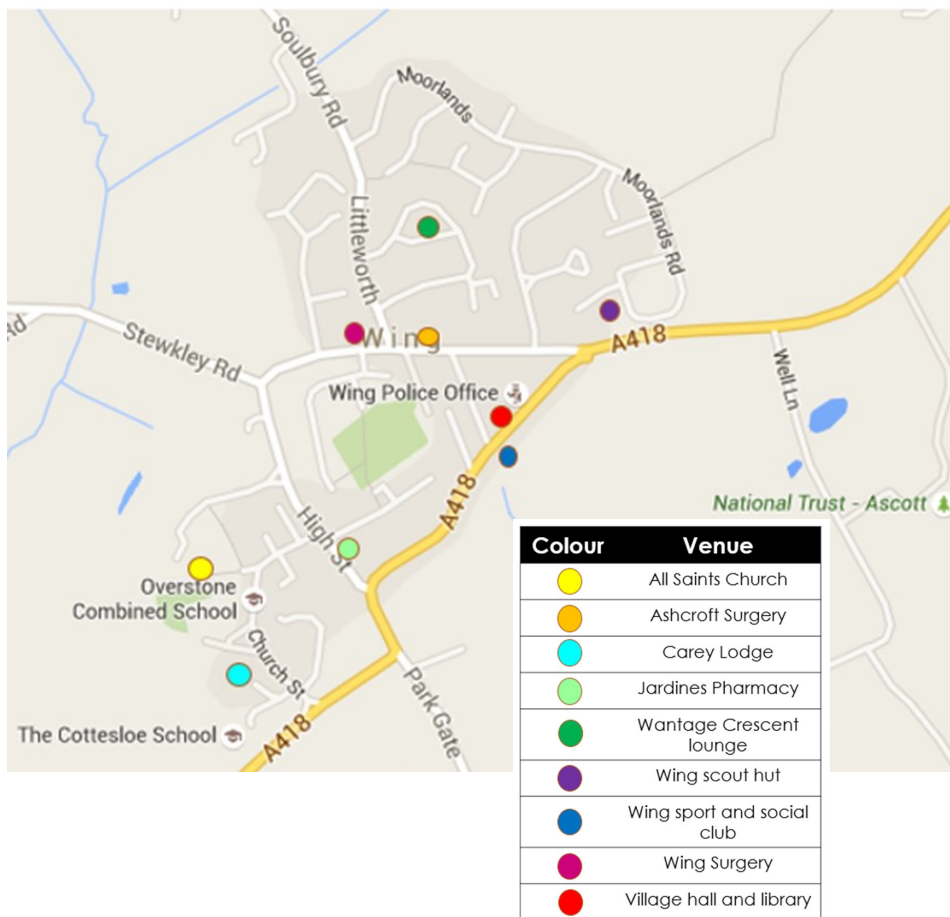 Soulbury Rd
Moorlands
Moorlands Rd
Littleworth
Wing
A418
Rd
Stewkley Rd
Wing Police Office
Well Ln
A418
National Trust - Ascott
High St
Overstone
Combined School
Church St
Park Gate
The Cottesloe School
A418
Colour Venue
All Saints Church
Ashcroft Surgery
Carey Lodge
Jardines Pharmacy
Wantage Crescent
lounge
Wing scout hut
Wing sport and social
club
Wing Surgery
Village hall and library